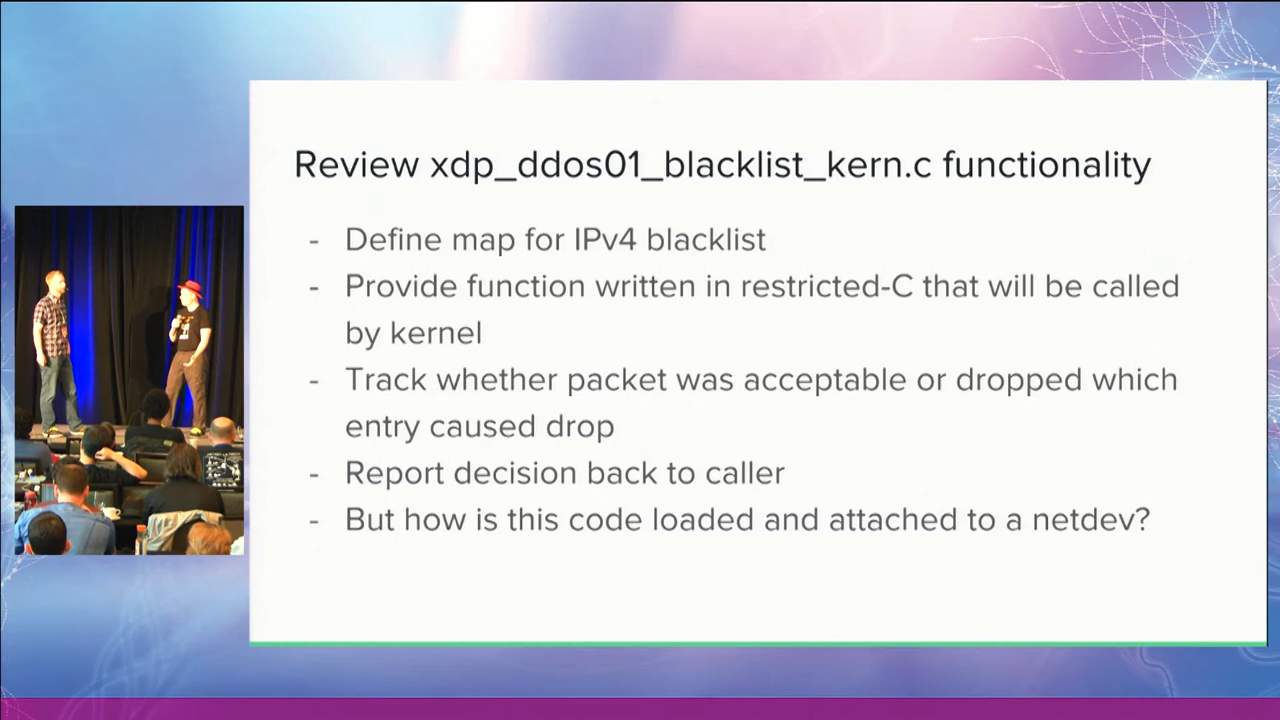 Review xdp_ddos01_blacklist_kern.c functionality
- Define map for IPv4 blacklist
- Provide function written in restricted-C that will be called
by kernel
- Track whether packet was acceptable or dropped which
entry caused drop
- Report decision back to caller
- But how is this code loaded and attached to a netdev?